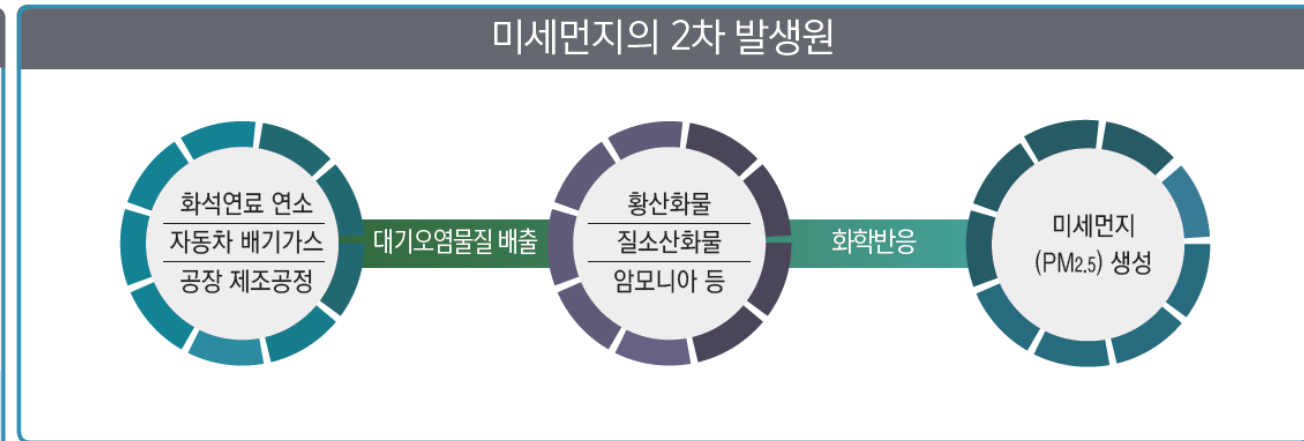 미세먼지의 2차 발생원
화석연료 연소
자동차 배기가스
공장 제조공정
대기오염물질 배출
황산화물
질소산화물
암모니아 등
화학반응
미세먼지
(PM2.5) 생성